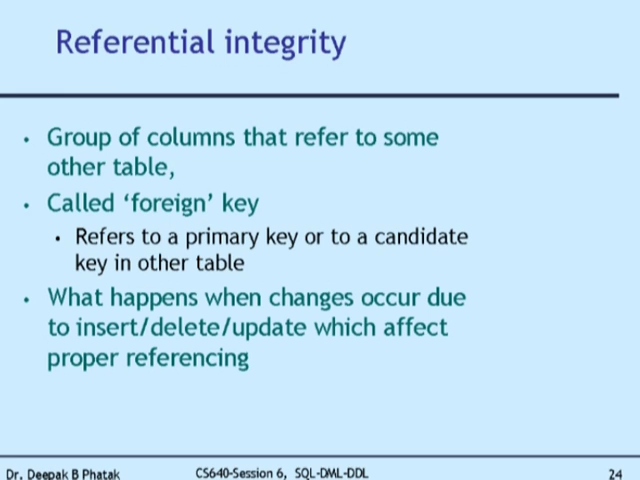 Referential integrity
• Group of columns that refer to some
other table,
• Called ‘foreign’ key
• Refers to a primary key or to a candidate
key in other table
• What happens when changes occur due
to insert/delete/update which affect
proper referencing
Dr. Deepak B Phatak CS640-Session 6, SQL-DML-DDL 24